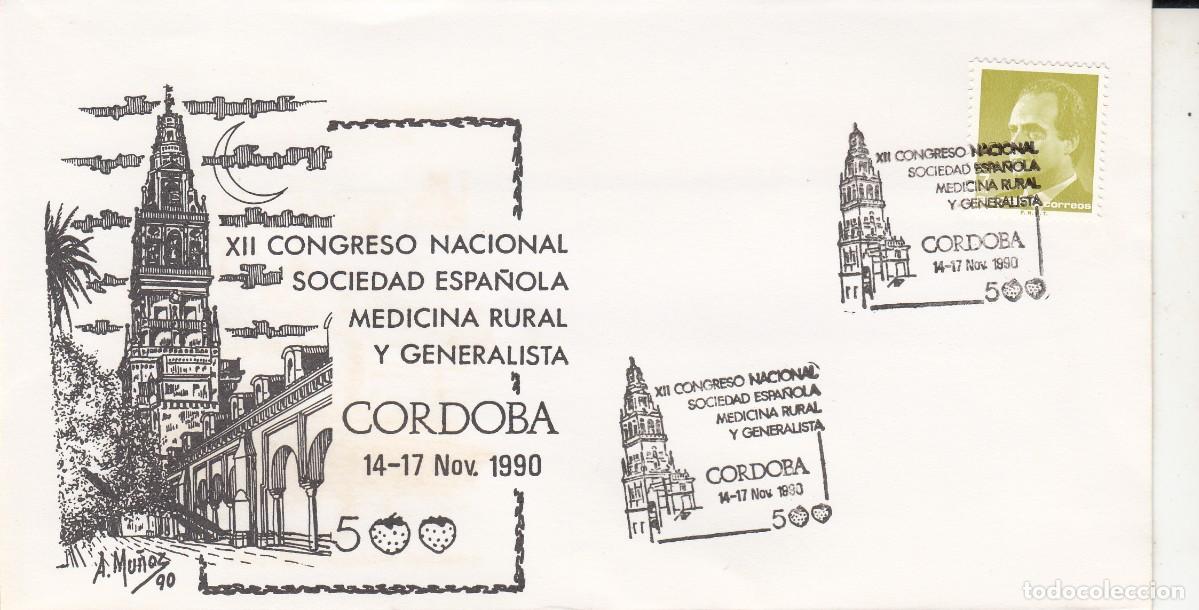 XII CONGRESO NACIONAL
SOCIEDAD ESPAÑOLA
MEDICINA RURAL
Y GENERALISTA
CORDOBA
14-17 Nov. 1990
5
A. Muñoz
90
XII CONGRESO NACIONAL
SOCIEDAD ESPAÑOLA
MEDICINA RURAL
Y GENERALISTA
CORDOBA
14-17 Nov. 1990
5
correos
XII CONGRESO NACIONAL
SOCIEDAD ESPAÑOLA
MEDICINA RURAL
Y GENERALISTA
CORDOBA
14-17 Nov. 1990
5
todocoleccion